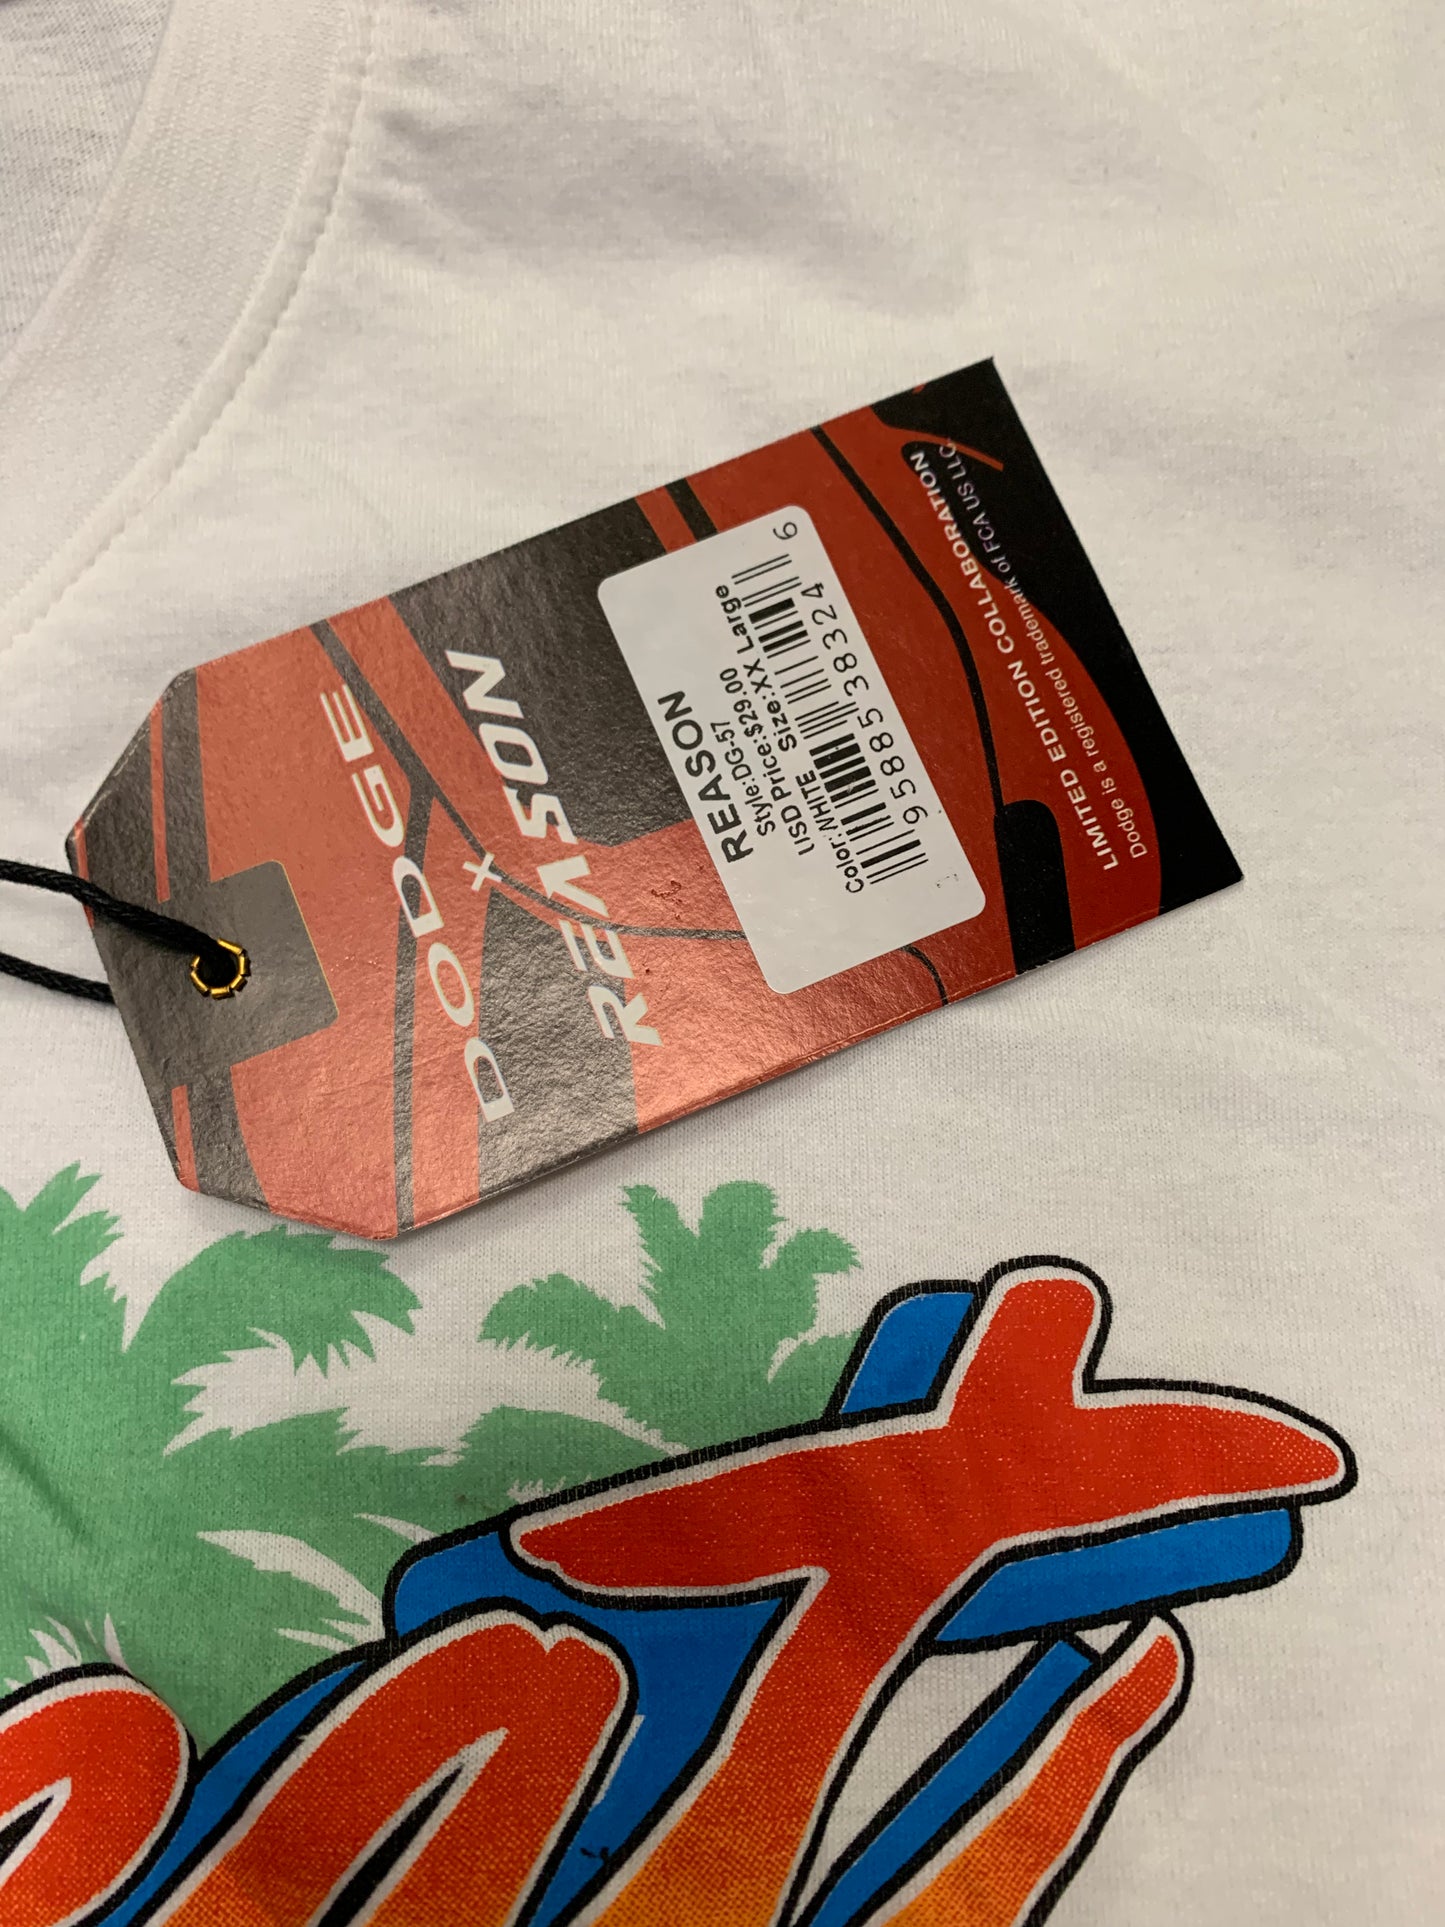 DODGE
+
REASON
REASON
Style:DG-57
USD Price:$29.00
Color:WHITE Size:XX Large
9 58853 83246
LIMITED EDITION COLLABORATION
Dodge is a registered trademark of FCA US LLC.